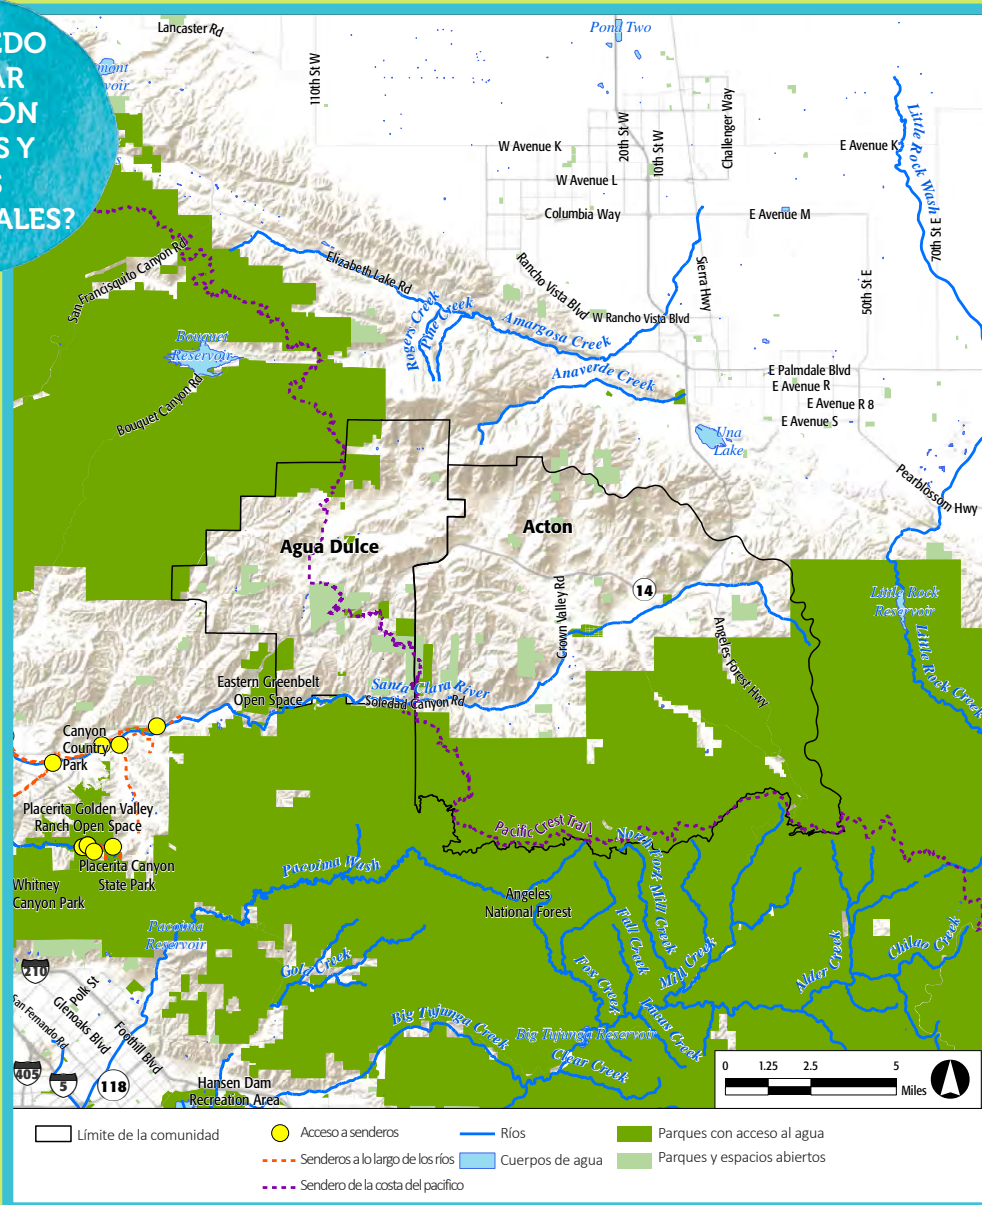 EDO
AR
ÓN
S Y
S
ALES?
Lancaster Rd
Pond Two
mont
voir
110th St W
20th St W
10th St W
Challenger Way
W Avenue K
E Avenue K
W Avenue L
Columbia Way
E Avenue M
Little Rock Wash
70th St E
50th St E
Sierra Hwy
San Francisquito Canyon Rd
Elizabeth Lake Rd
Rancho Vista Blvd
W Rancho Vista Blvd
Rogers Creek
Pine Creek
Amargosa Creek
Anaverde Creek
Bouquet
Reservoir
Bouquet Canyon Rd
E Palmdale Blvd
E Avenue R
E Avenue R 8
E Avenue S
Una
Lake
Pearblossom Hwy
Agua Dulce
Acton
14
Crown Valley Rd
Angeles Forest Hwy
Little Rock
Reservoir
Little Rock Creek
Eastern Greenbelt
Open Space
Santa Clara River
Soledad Canyon Rd
Canyon
Country
Park
Placerita Golden Valley
Ranch Open Space
Placerita Canyon
State Park
Whitney
Canyon Park
Pacific Crest Trail
Pacoima Wash
North Fork Mill Creek
Angeles
National Forest
Pacoima
Reservoir
Gold Creek
Fall Creek
Fox Creek
Mill Creek
Alder Creek
Chilao Creek
Big Tujunga Creek
Big Tujunga Reservoir
Lucas Creek
Clear Creek
210
Polk St
Glenoaks Blvd
San Fernando Rd
Foothill Blvd
405
5
118
Hansen Dam
Recreation Area
0 1.25 2.5 5
Miles
Límite de la comunidad
Acceso a senderos
Ríos
Parques con acceso al agua
Senderos a lo largo de los ríos
Cuerpos de agua
Parques y espacios abiertos
Sendero de la costa del pacifico